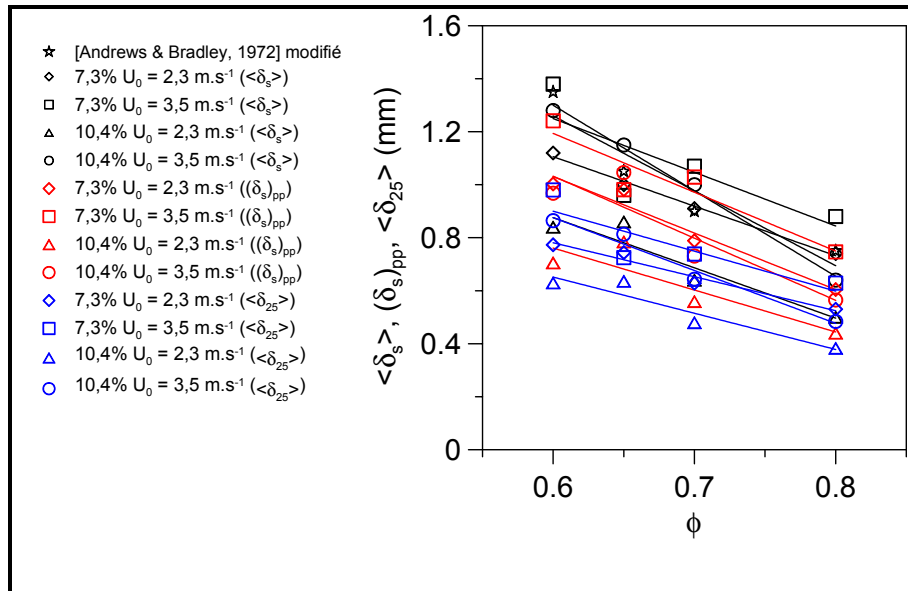 [Andrews & Bradley, 1972] modifié
7,3% U₀ = 2,3 m.s⁻¹ (<δₛ>)
7,3% U₀ = 3,5 m.s⁻¹ (<δₛ>)
10,4% U₀ = 2,3 m.s⁻¹ (<δₛ>)
10,4% U₀ = 3,5 m.s⁻¹ (<δₛ>)
7,3% U₀ = 2,3 m.s⁻¹ ((δₛ)ₚₚ)
7,3% U₀ = 3,5 m.s⁻¹ ((δₛ)ₚₚ)
10,4% U₀ = 2,3 m.s⁻¹ ((δₛ)ₚₚ)
10,4% U₀ = 3,5 m.s⁻¹ ((δₛ)ₚₚ)
7,3% U₀ = 2,3 m.s⁻¹ (<δ₂₅>)
7,3% U₀ = 3,5 m.s⁻¹ (<δ₂₅>)
10,4% U₀ = 2,3 m.s⁻¹ (<δ₂₅>)
10,4% U₀ = 3,5 m.s⁻¹ (<δ₂₅>)
<δₛ>, (δₛ)ₚₚ, <δ₂₅> (mm)
1.6
1.2
0.8
0.4
0
0.6 0.7 0.8
ϕ